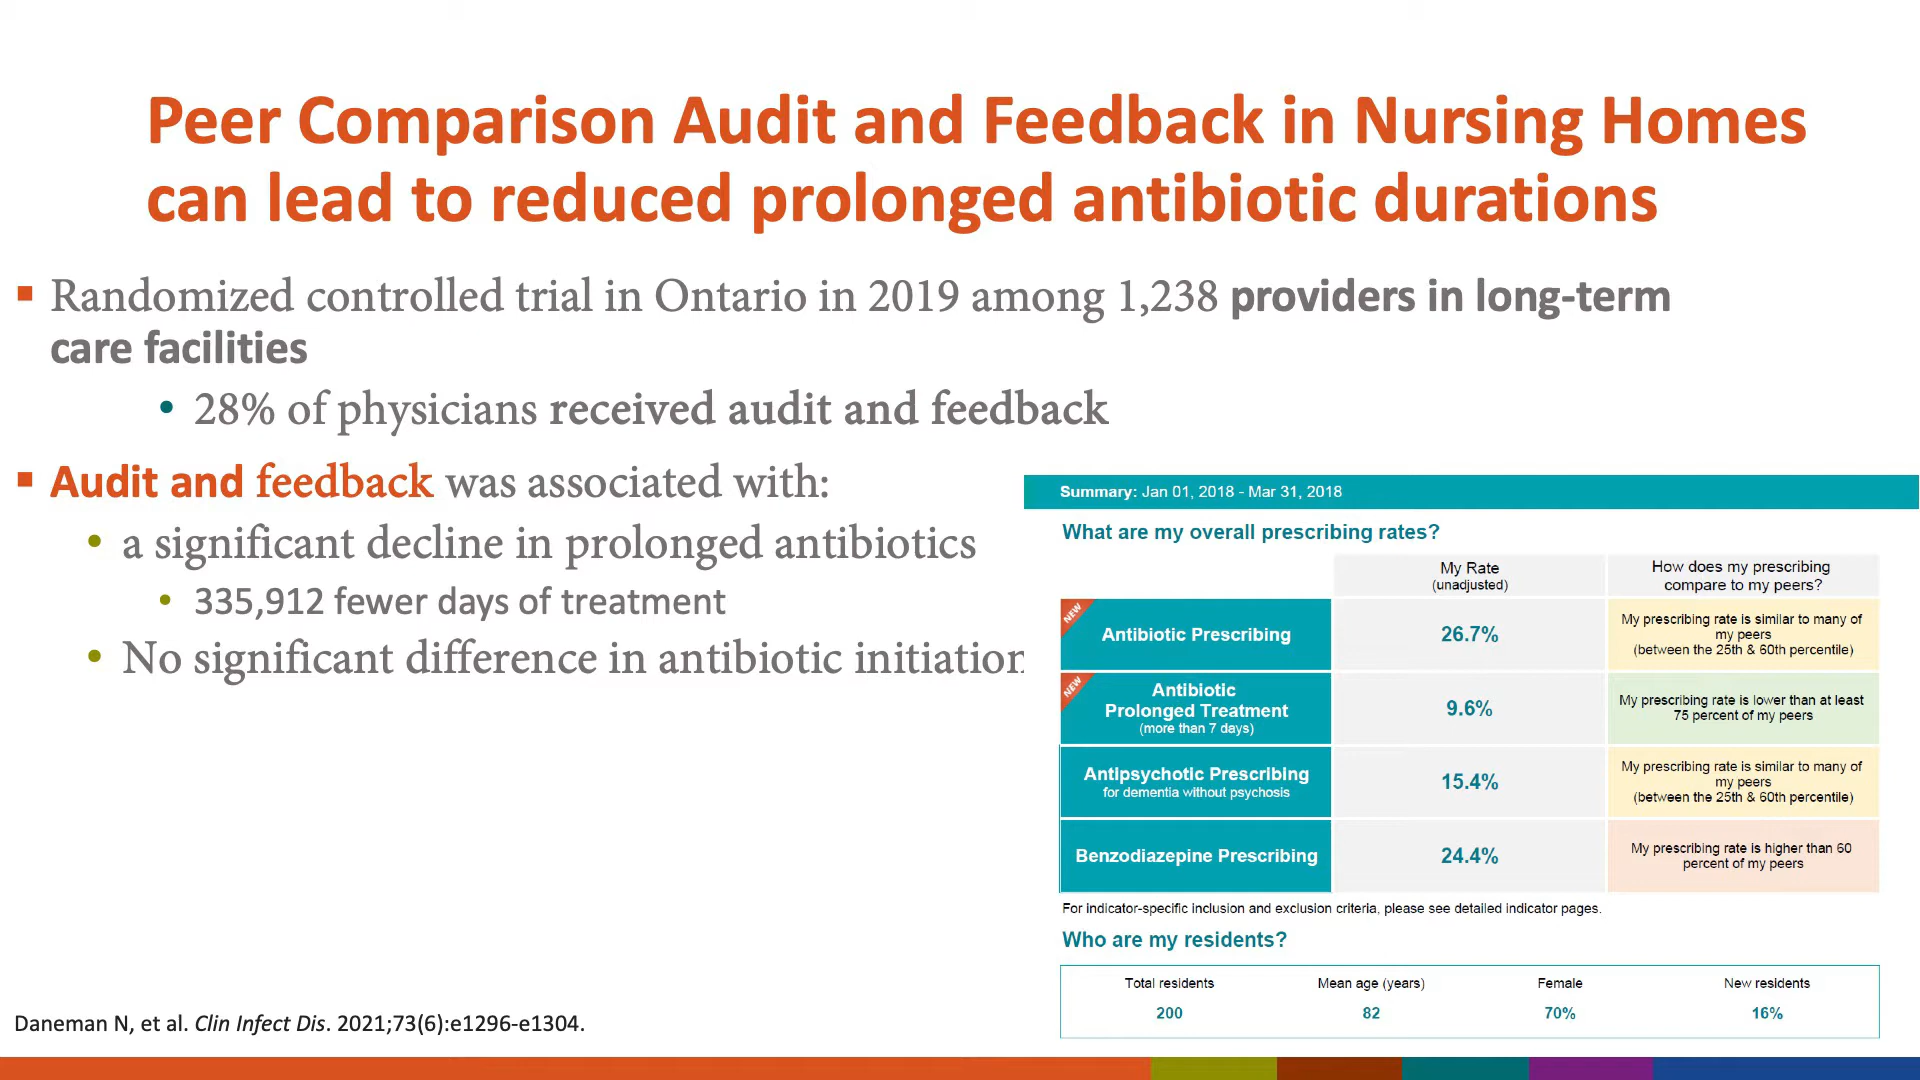 Peer Comparison Audit and Feedback in Nursing Homes
can lead to reduced prolonged antibiotic durations
Randomized controlled trial in Ontario in 2019 among 1,238 providers in long-term
care facilities
28% of physicians received audit and feedback
Audit and feedback was associated with:
a significant decline in prolonged antibiotics
335,912 fewer days of treatment
No significant difference in antibiotic initiation
Summary: Jan 01, 2018 - Mar 31, 2018
What are my overall prescribing rates?
My Rate
(unadjusted)
How does my prescribing
compare to my peers?
NEW
Antibiotic Prescribing
26.7%
My prescribing rate is similar to many of
my peers
(between the 25th & 60th percentile)
NEW
Antibiotic
Prolonged Treatment
(more than 7 days)
9.6%
My prescribing rate is lower than at least
75 percent of my peers
Antipsychotic Prescribing
for dementia without psychosis
15.4%
My prescribing rate is similar to many of
my peers
(between the 25th & 60th percentile)
Benzodiazepine Prescribing
24.4%
My prescribing rate is higher than 60
percent of my peers
For indicator-specific inclusion and exclusion criteria, please see detailed indicator pages.
Who are my residents?
Total residents
Mean age (years)
Female
New residents
200
82
70%
16%
Daneman N, et al. Clin Infect Dis. 2021;73(6):e1296-e1304.